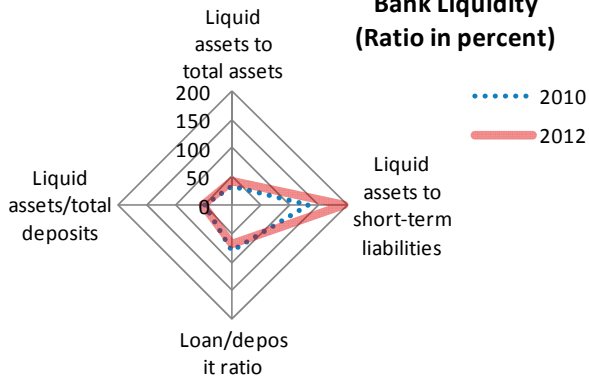 Bank Liquidity
(Ratio in percent)
Liquid
assets to
total assets
200
150
100
50
0
2010
2012
Liquid
assets to
short-term
liabilities
Liquid
assets/total
deposits
Loan/depos
it ratio